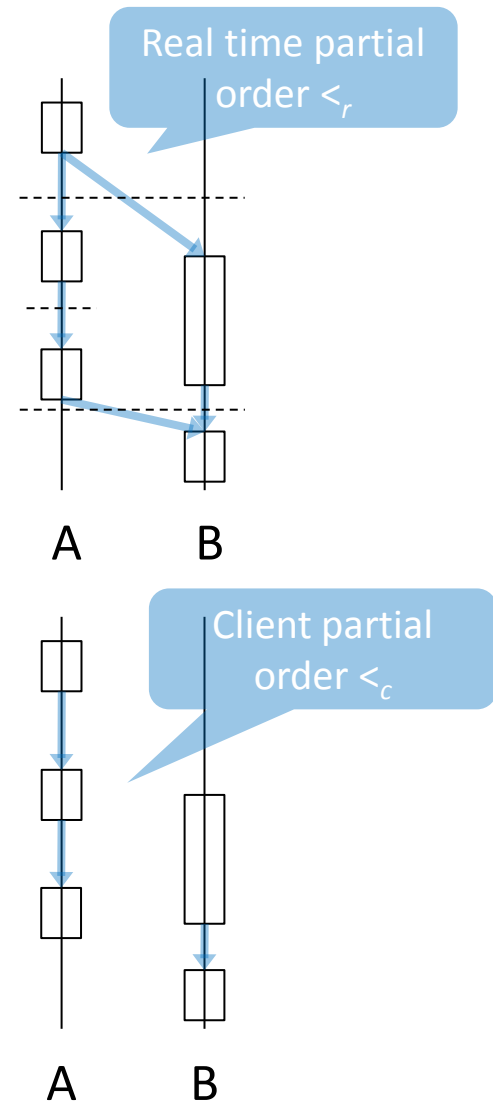 Real time partial
order <r
A B
Client partial
order <c
A B